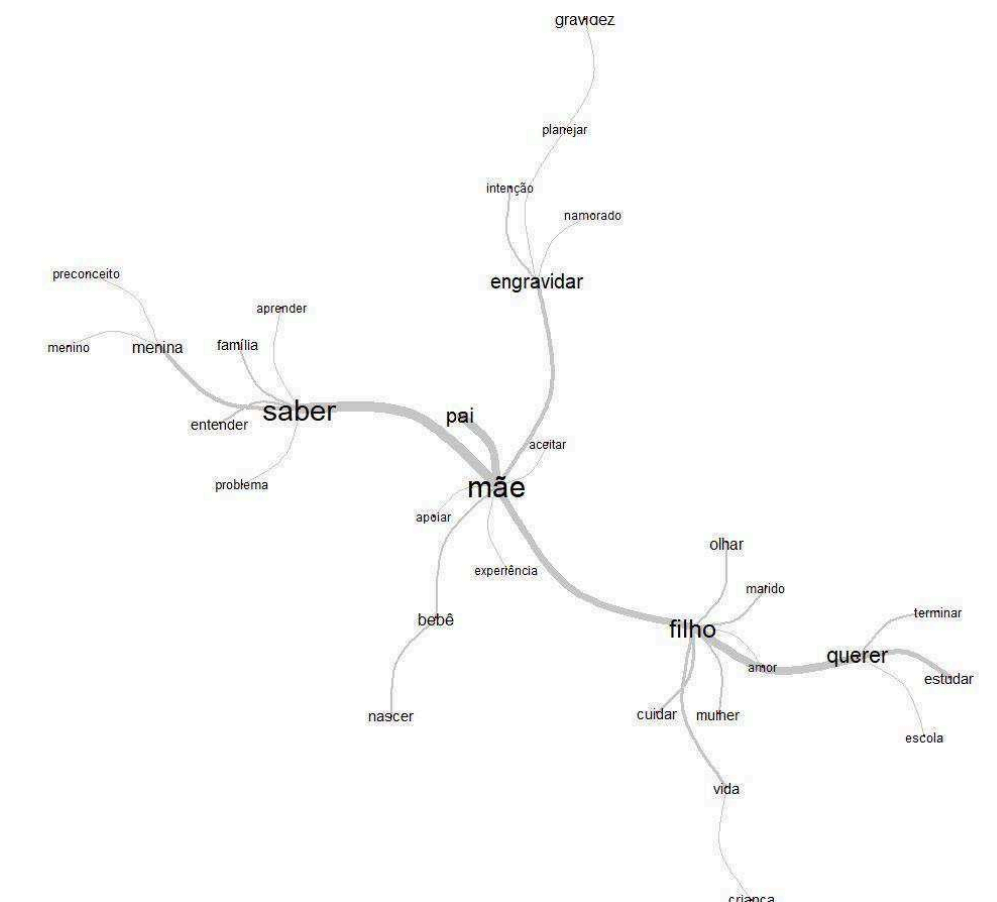 gravidez
planejar
intenção
namorado
engravidar
preconceito
aprender
menino
menina
família
saber
entender
pai
aceitar
problema
mãe
apoiar
olhar
experiência
marido
terminar
bebê
filho
querer
amor
estudar
nascer
cuidar
mulher
escola
vida
criança